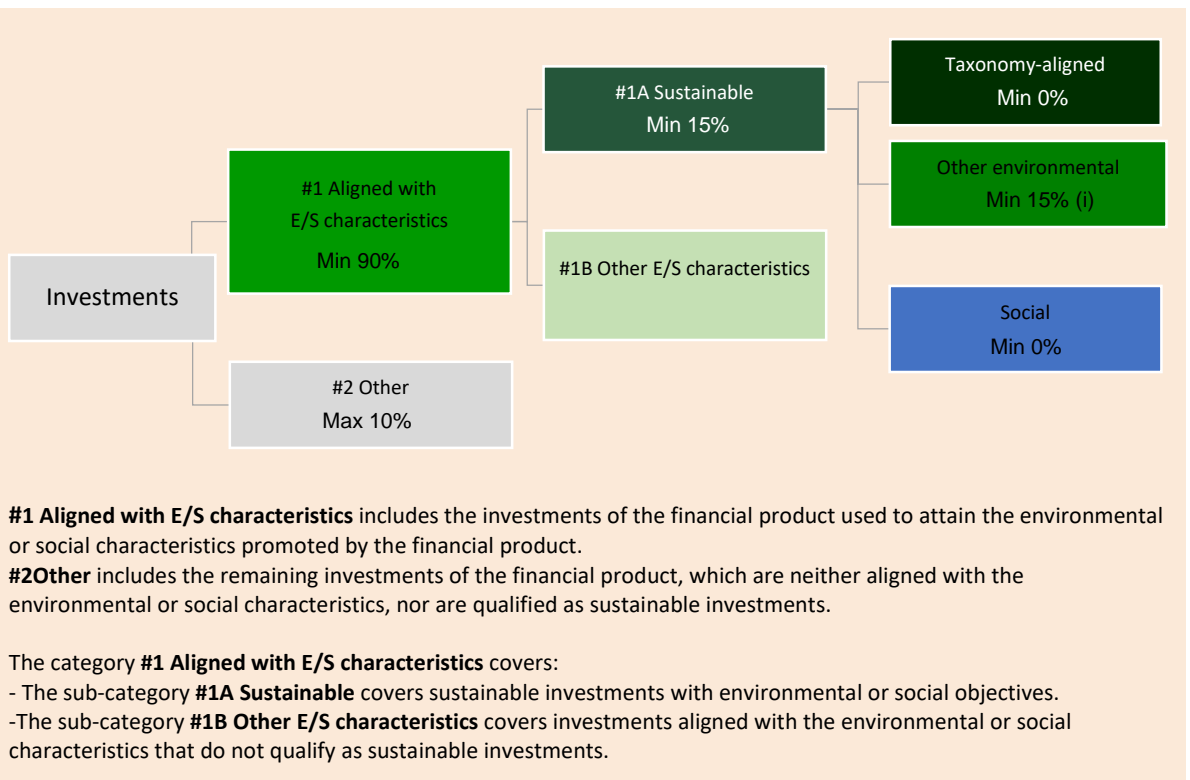 Investments
#1 Aligned with
E/S characteristics
Min 90%
#2 Other
Max 10%
#1A Sustainable
Min 15%
#1B Other E/S characteristics
Taxonomy-aligned
Min 0%
Other environmental
Min 15% (i)
Social
Min 0%
#1 Aligned with E/S characteristics includes the investments of the financial product used to attain the environmental
or social characteristics promoted by the financial product.
#2Other includes the remaining investments of the financial product, which are neither aligned with the
environmental or social characteristics, nor are qualified as sustainable investments.
The category #1 Aligned with E/S characteristics covers:
- The sub-category #1A Sustainable covers sustainable investments with environmental or social objectives.
-The sub-category #1B Other E/S characteristics covers investments aligned with the environmental or social
characteristics that do not qualify as sustainable investments.